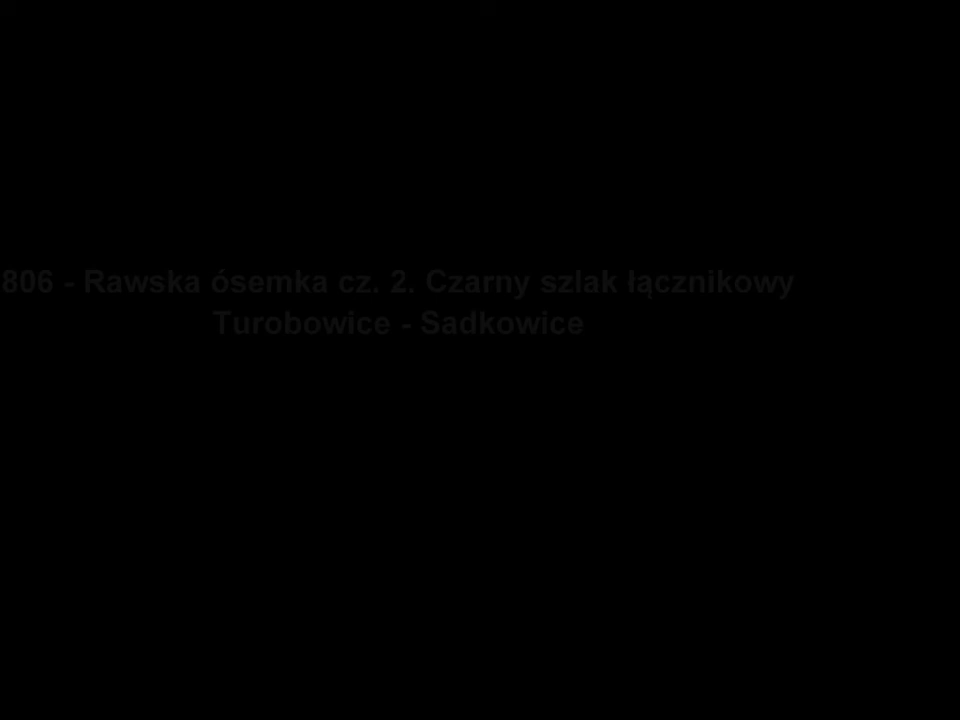 806 - Rawska ósemka cz. 2. Czarny szlak łącznikowy
Turobowice - Sadkowice